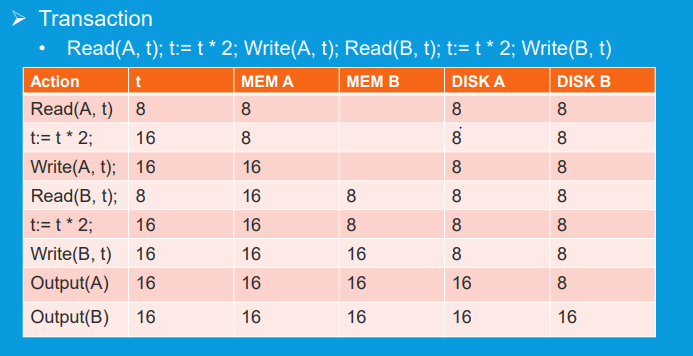 ➢ Transaction
• Read(A, t); t:= t * 2; Write(A, t); Read(B, t); t:= t * 2; Write(B, t)
Action t MEM A MEM B DISK A DISK B
Read(A, t) 8 8 8 8
t:= t * 2; 16 8 8 8
Write(A, t); 16 16 8 8
Read(B, t); 8 16 8 8 8
t:= t * 2; 16 16 8 8 8
Write(B, t) 16 16 16 8 8
Output(A) 16 16 16 16 8
Output(B) 16 16 16 16 16